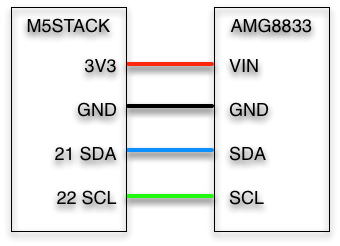 M5STACK AMG8833
3V3 VIN
GND GND
21 SDA SDA
22 SCL SCL